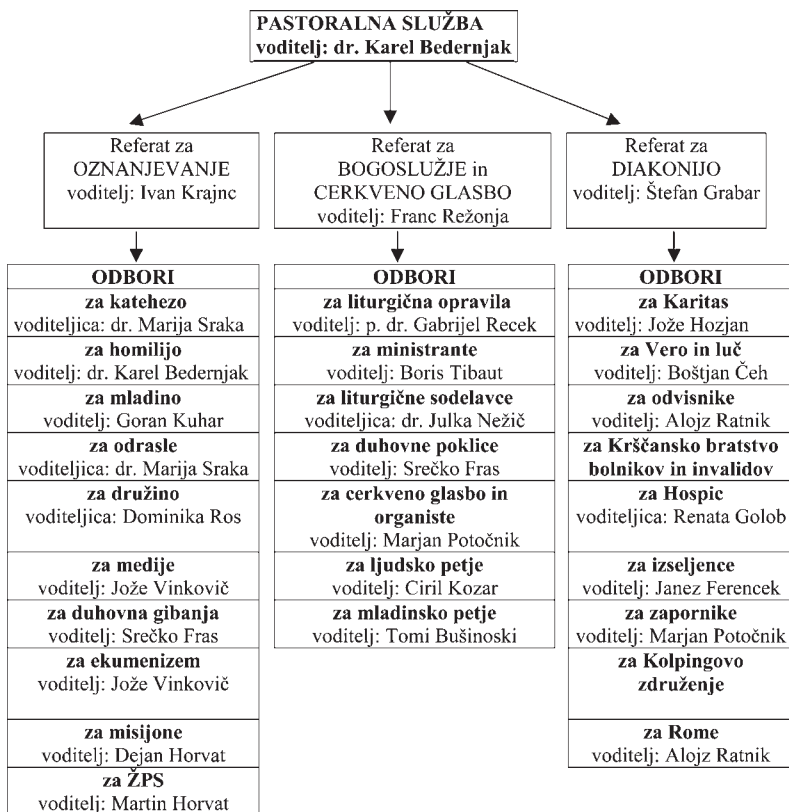 PASTORALNA SLUŽBA
voditelj: dr. Karel Bedernjak
Referat za
OZNANJEVANJE
voditelj: Ivan Krajnc
Referat za
BOGOSLUŽJE in
CERKVENO GLASBO
voditelj: Franc Režonja
Referat za
DIAKONIJO
voditelj: Štefan Grabar
ODBORI
za katehezo
voditeljica: dr. Marija Sraka
za homilijo
voditelj: dr. Karel Bedernjak
za mladino
voditelj: Goran Kuhar
za odrasle
voditeljica: dr. Marija Sraka
za družino
voditeljica: Dominika Ros
za medije
voditelj: Jože Vinkovič
za duhovna gibanja
voditelj: Srečko Fras
za ekumenizem
voditelj: Jože Vinkovič
za misijone
voditelj: Dejan Horvat
za ŽPS
voditelj: Martin Horvat
ODBORI
za liturgična opravila
voditelj: p. dr. Gabrijel Recek
za ministrante
voditelj: Boris Tibaut
za liturgične sodelavce
voditeljica: dr. Julka Nežič
za duhovne poklice
voditelj: Srečko Fras
za cerkveno glasbo in
organiste
voditelj: Marjan Potočnik
za ljudsko petje
voditelj: Ciril Kozar
za mladinsko petje
voditelj: Tomi Bušinoski
ODBORI
za Karitas
voditelj: Jože Hozjan
za Vero in luč
voditelj: Boštjan Čeh
za odvisnike
voditelj: Alojz Ratnik
za Krščansko bratstvo
bolnikov in invalidov
za Hospic
voditeljica: Renata Golob
za izseljence
voditelj: Janez Ferencek
za zapornike
voditelj: Marjan Potočnik
za Kolpingovo
združenje
za Rome
voditelj: Alojz Ratnik